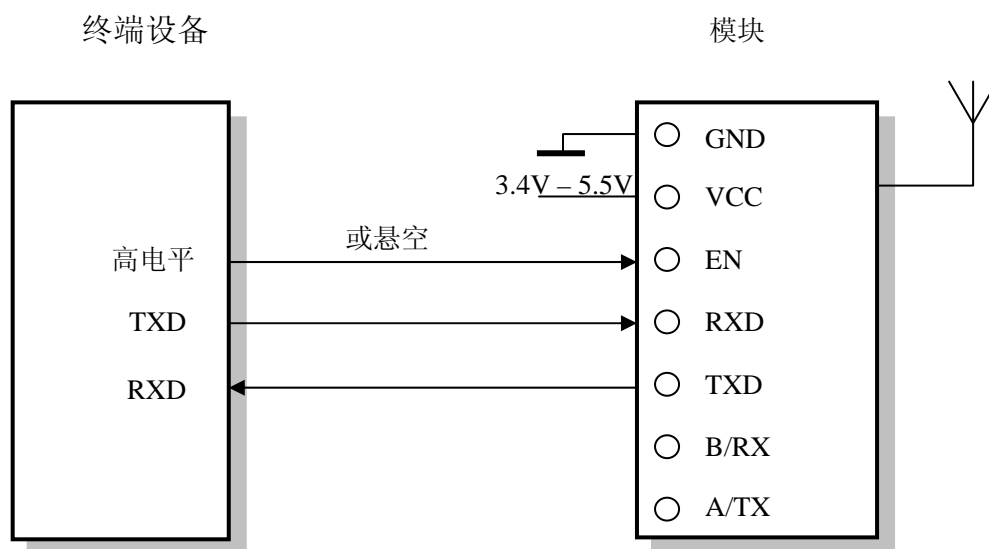 终端设备
模块
GND
3.4V – 5.5V
VCC
或悬空
高电平
EN
TXD
RXD
RXD
TXD
B/RX
A/TX